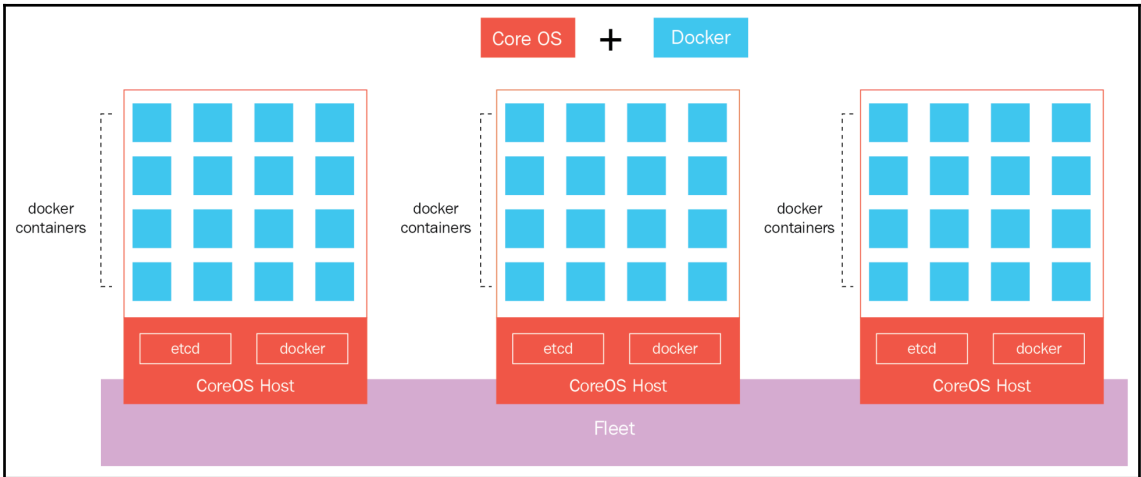 Core OS + Docker
docker
containers
docker
containers
docker
containers
etcd
docker
CoreOS Host
etcd
docker
CoreOS Host
etcd
docker
CoreOS Host
Fleet